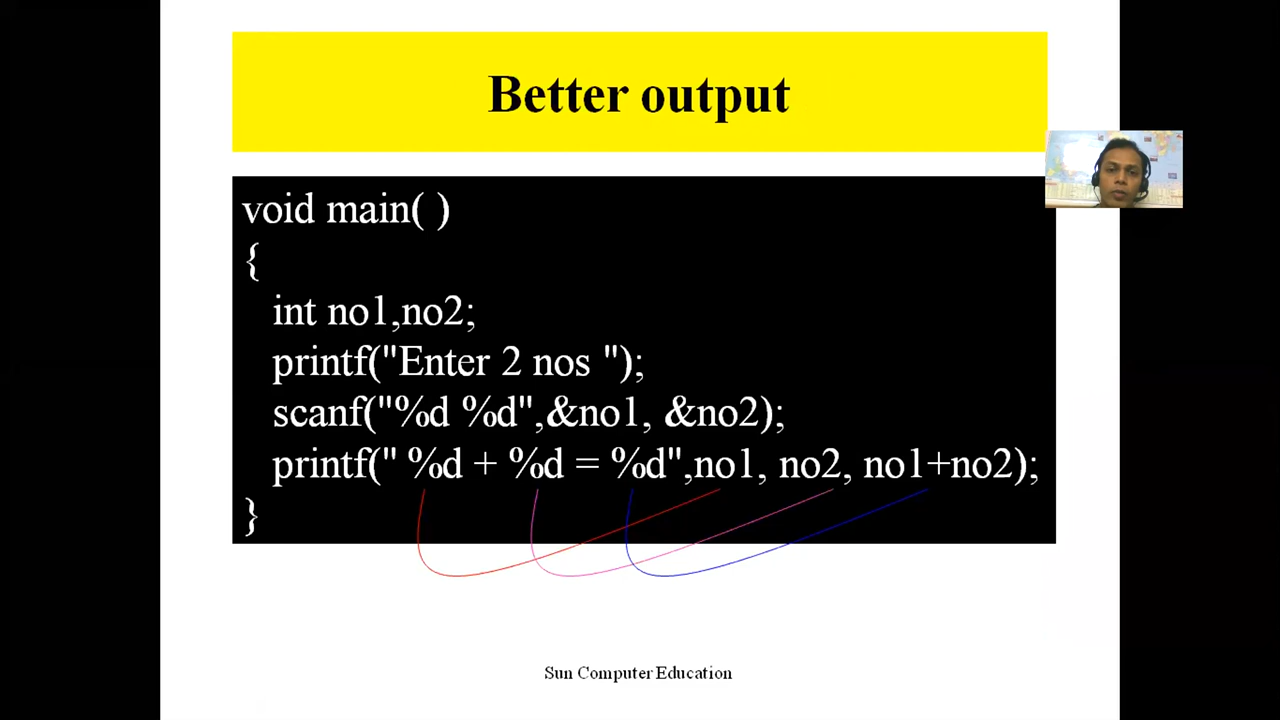 Better output
void main( )
{
int no1,no2;
printf("Enter 2 nos ");
scanf("%d %d",&no1, &no2);
printf(" %d + %d = %d",no1, no2, no1+no2);
}
Sun Computer Education